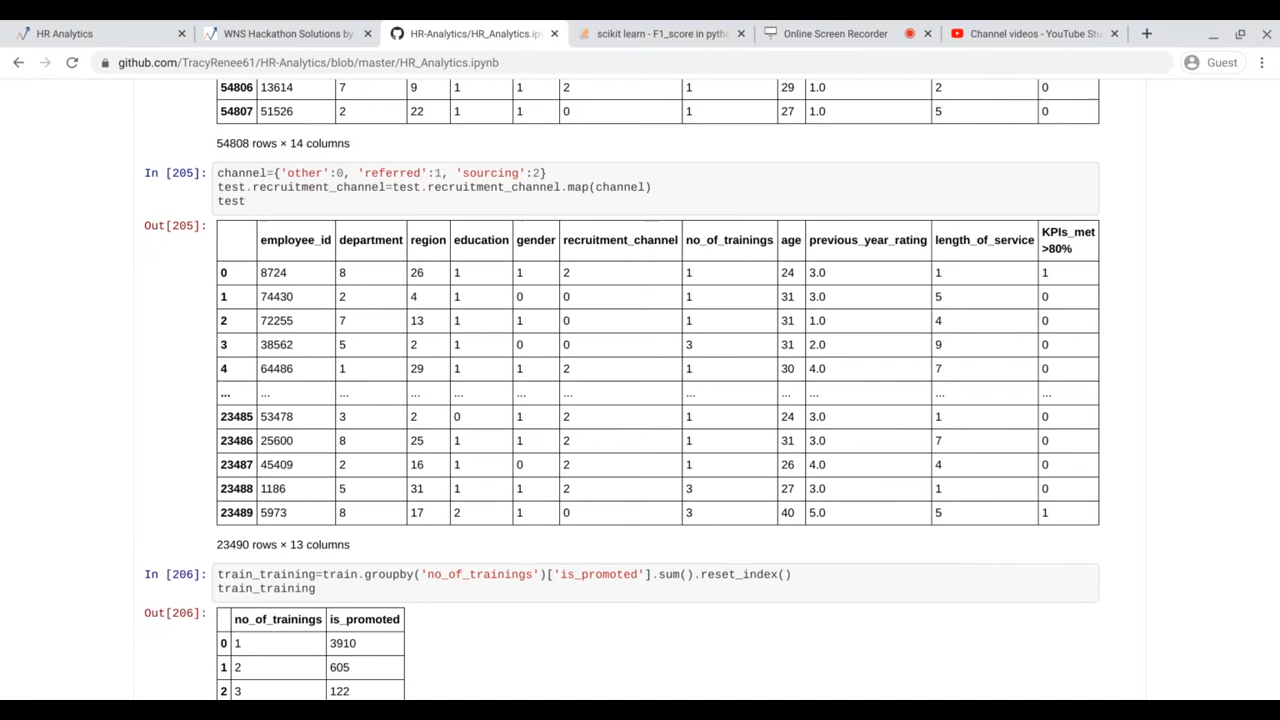 HR Analytics
WNS Hackathon Solutions by
HR-Analytics/HR_Analytics.ipy
scikit learn - F1_score in pytho
Online Screen Recorder
Channel videos - YouTube Stu
github.com/TracyRenee61/HR-Analytics/blob/master/HR_Analytics.ipynb
Guest
54806 13614 7 9 1 1 2 1 29 1.0 2 0
54807 51526 2 22 1 1 0 1 27 1.0 5 0
54808 rows × 14 columns
In [205]: channel={'other':0, 'referred':1, 'sourcing':2}
test.recruitment_channel=test.recruitment_channel.map(channel)
test
Out[205]:
employee_id department region education gender recruitment_channel no_of_trainings age previous_year_rating length_of_service KPIs_met >80%
0 8724 8 26 1 1 2 1 24 3.0 1 1
1 74430 2 4 1 0 0 1 31 3.0 5 0
2 72255 7 13 1 1 0 1 31 1.0 4 0
3 38562 5 2 1 0 0 3 31 2.0 9 0
4 64486 1 29 1 1 2 1 30 4.0 7 0
... ... ... ... ... ... ... ... ... ... ... ...
23485 53478 3 2 0 1 2 1 24 3.0 1 0
23486 25600 8 25 1 1 2 1 31 3.0 7 0
23487 45409 2 16 1 0 2 1 26 4.0 4 0
23488 1186 5 31 1 1 2 3 27 3.0 1 0
23489 5973 8 17 2 1 0 3 40 5.0 5 1
23490 rows × 13 columns
In [206]: train_training=train.groupby('no_of_trainings')['is_promoted'].sum().reset_index()
train_training
Out[206]:
no_of_trainings is_promoted
0 1 3910
1 2 605
2 3 122